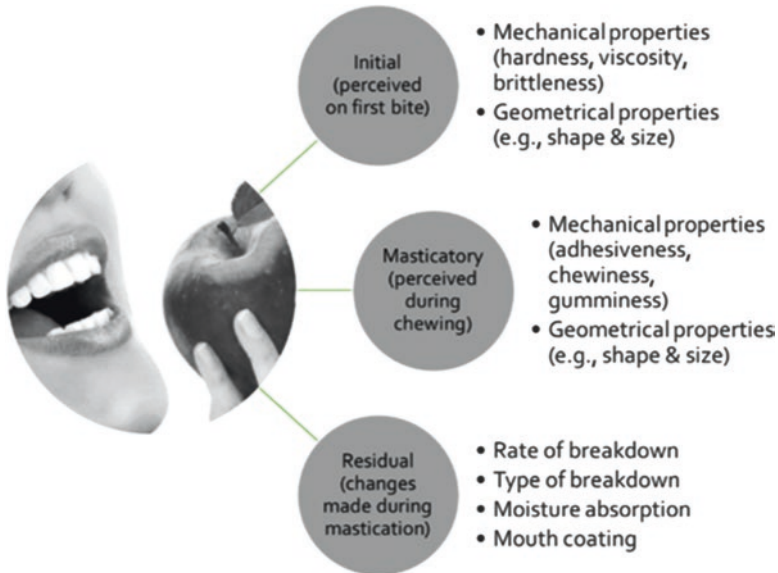 Initial
(perceived
on first bite)
• Mechanical properties
(hardness, viscosity,
brittleness)
• Geometrical properties
(e.g., shape & size)
Masticatory
(perceived
during
chewing)
• Mechanical properties
(adhesiveness,
chewiness,
gumminess)
• Geometrical properties
(e.g., shape & size)
Residual
(changes
made during
mastication)
• Rate of breakdown
• Type of breakdown
• Moisture absorption
• Mouth coating